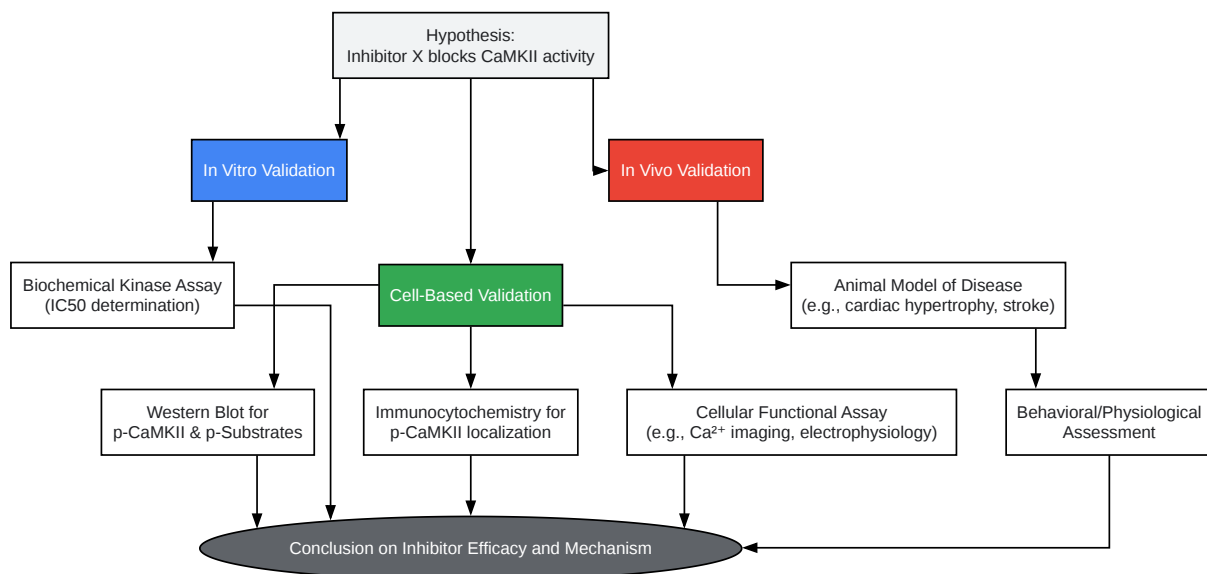 Hypothesis:
Inhibitor X blocks CaMKII activity
In Vitro Validation
In Vivo Validation
Biochemical Kinase Assay
(IC50 determination)
Cell-Based Validation
Animal Model of Disease
(e.g., cardiac hypertrophy, stroke)
Western Blot for
p-CaMKII & p-Substrates
Immunocytochemistry for
p-CaMKII localization
Cellular Functional Assay
(e.g., Ca²⁺ imaging, electrophysiology)
Behavioral/Physiological
Assessment
Conclusion on Inhibitor Efficacy and Mechanism